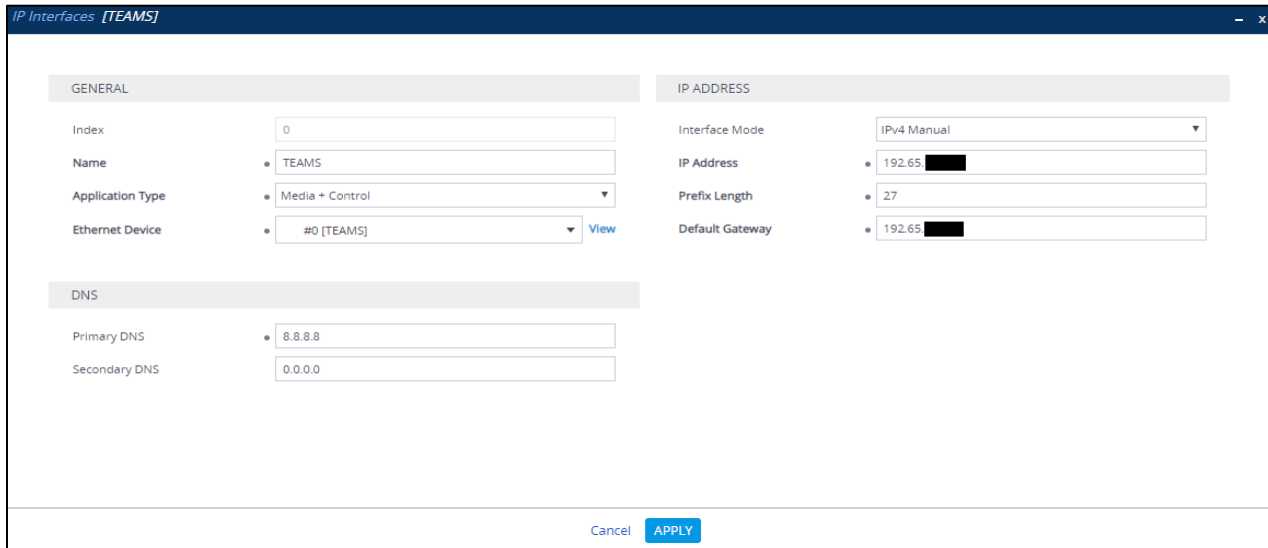 IP Interfaces [TEAMS] – x
GENERAL
Index 0
Name TEAMS
Application Type Media + Control
Ethernet Device #0 [TEAMS] View
IP ADDRESS
Interface Mode IPv4 Manual
IP Address 192.65.
Prefix Length 27
Default Gateway 192.65.
DNS
Primary DNS 8.8.8.8
Secondary DNS 0.0.0.0
Cancel APPLY